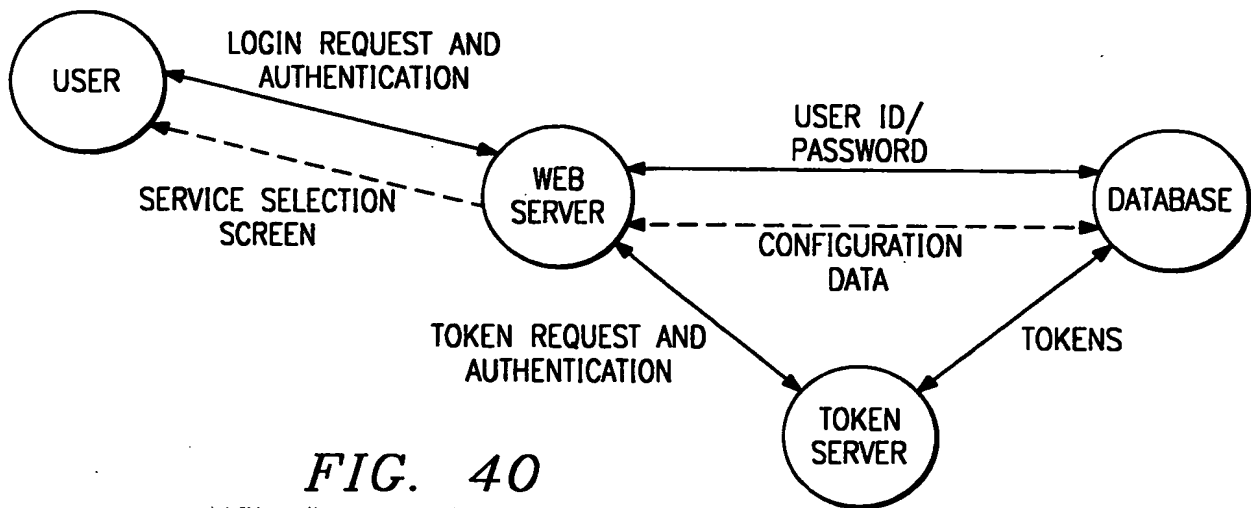 LOGIN REQUEST AND
AUTHENTICATION
USER
USER ID/
PASSWORD
WEB
SERVER
DATABASE
SERVICE SELECTION
SCREEN
CONFIGURATION
DATA
TOKEN REQUEST AND
AUTHENTICATION
TOKENS
TOKEN
SERVER
FIG. 40